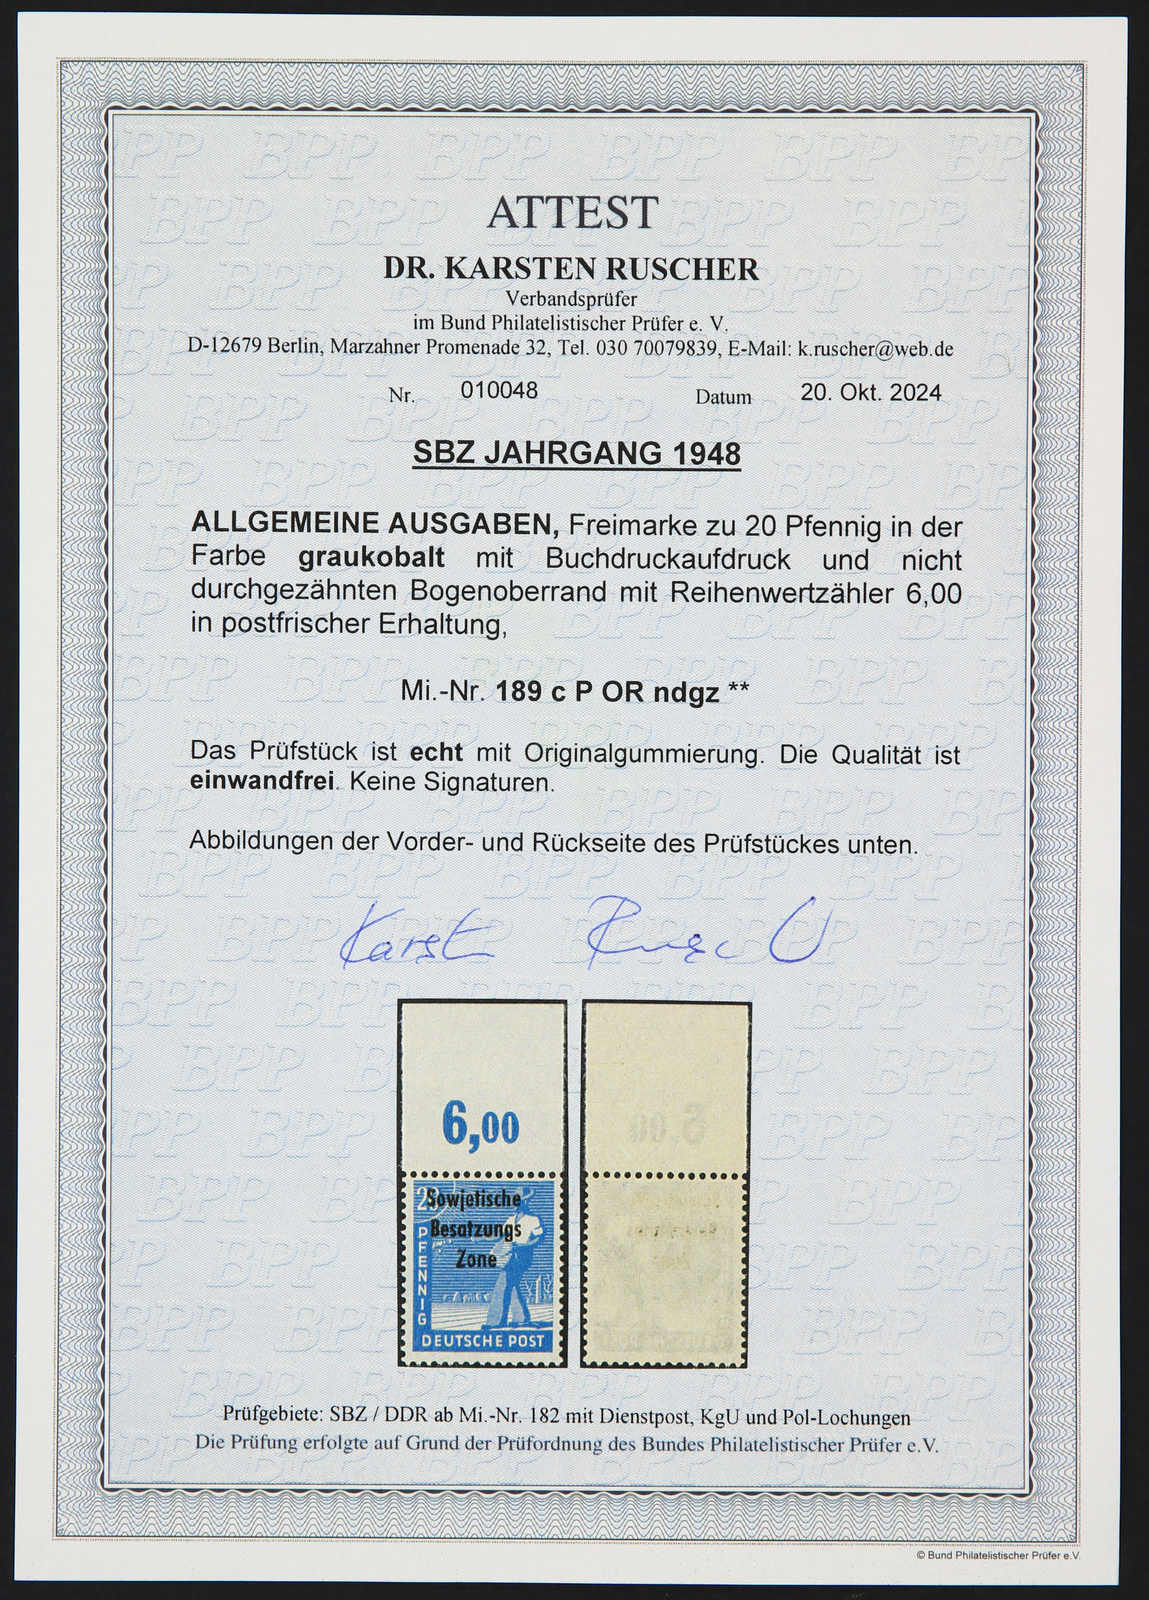 ATTEST
DR. KARSTEN RUSCHER
Verbandsprüfer
im Bund Philatelistischer Prüfer e. V.
D-12679 Berlin, Marzahner Promenade 32, Tel. 030 70079839, E-Mail: k.ruscher@web.de
Nr. 010048 Datum 20. Okt. 2024
SBZ JAHRGANG 1948
ALLGEMEINE AUSGABEN, Freimarke zu 20 Pfennig in der
Farbe graukobalt mit Buchdruckaufdruck und nicht
durchgezähnten Bogenoberrand mit Reihenwertzähler 6,00
in postfrischer Erhaltung,
Mi.-Nr. 189 c P OR ndgz **
Das Prüfstück ist echt mit Originalgummierung. Die Qualität ist
einwandfrei. Keine Signaturen.
Abbildungen der Vorder- und Rückseite des Prüfstückes unten.
Karsten Ruscher
6,00
20
Sowjetische
Besatzungs
Zone
PFENNIG
DEUTSCHE POST
Prüfgebiete: SBZ / DDR ab Mi.-Nr. 182 mit Dienstpost, KgU und Pol-Lochungen
Die Prüfung erfolgte auf Grund der Prüfordnung des Bundes Philatelistischer Prüfer e.V.
© Bund Philatelistischer Prüfer e.V.